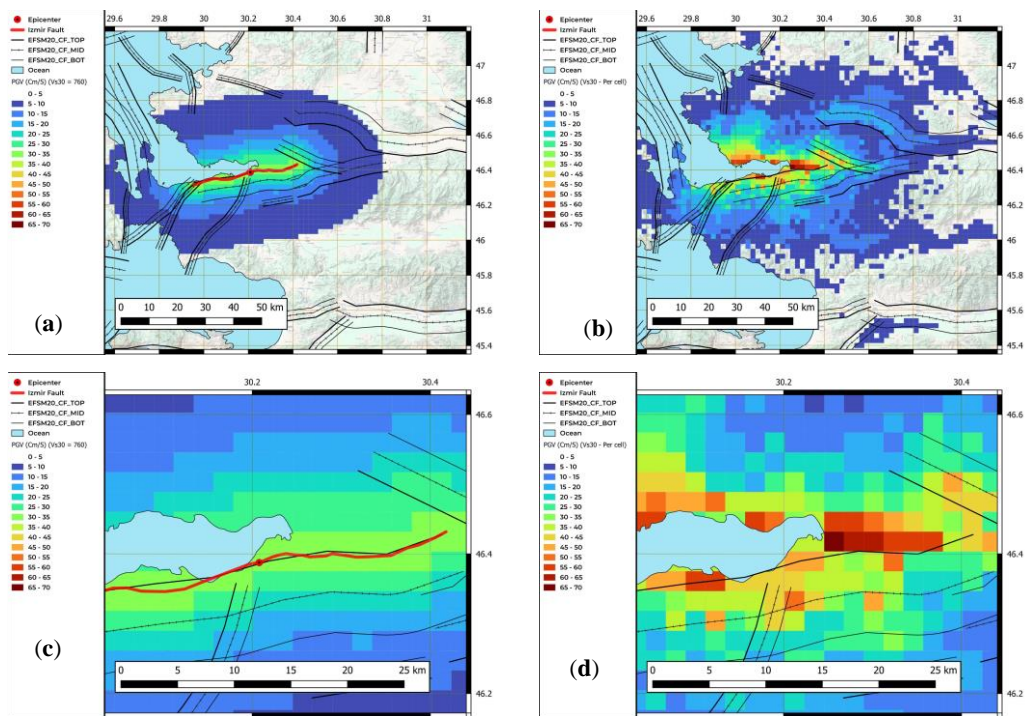 29.6 29.8 30 30.2 30.4 30.6 30.8 31
Epicenter
Izmir Fault
EFSM20_CF_TOP
EFSM20_CF_MID
EFSM20_CF_BOT
Ocean
PGV (Cm/S) (Vs30 = 760)
0 - 5
5 - 10
10 - 15
15 - 20
20 - 25
25 - 30
30 - 35
35 - 40
40 - 45
45 - 50
50 - 55
55 - 60
60 - 65
65 - 70
47
46.8
46.6
46.4
46.2
46
45.8
45.6
45.4
0 10 20 30 40 50 km
(a)
29.6 29.8 30 30.2 30.4 30.6 30.8 31
Epicenter
Izmir Fault
EFSM20_CF_TOP
EFSM20_CF_MID
EFSM20_CF_BOT
Ocean
PGV (Cm/S) (Vs30 - Per cell)
0 - 5
5 - 10
10 - 15
15 - 20
20 - 25
25 - 30
30 - 35
35 - 40
40 - 45
45 - 50
50 - 55
55 - 60
60 - 65
65 - 70
47
46.8
46.6
46.4
46.2
46
45.8
45.6
45.4
0 10 20 30 40 50 km
(b)
30.2 30.4
Epicenter
Izmir Fault
EFSM20_CF_TOP
EFSM20_CF_MID
EFSM20_CF_BOT
Ocean
PGV (Cm/S) (Vs30 = 760)
0 - 5
5 - 10
10 - 15
15 - 20
20 - 25
25 - 30
30 - 35
35 - 40
40 - 45
45 - 50
50 - 55
55 - 60
60 - 65
65 - 70
46.6
46.4
46.2
(c)
0 5 10 15 20 25 km
30.2 30.4
Epicenter
Izmir Fault
EFSM20_CF_TOP
EFSM20_CF_MID
EFSM20_CF_BOT
Ocean
PGV (Cm/S) (Vs30 - Per cell)
0 - 5
5 - 10
10 - 15
15 - 20
20 - 25
25 - 30
30 - 35
35 - 40
40 - 45
45 - 50
50 - 55
55 - 60
60 - 65
65 - 70
46.6
46.4
46.2
(d)
0 5 10 15 20 25 km